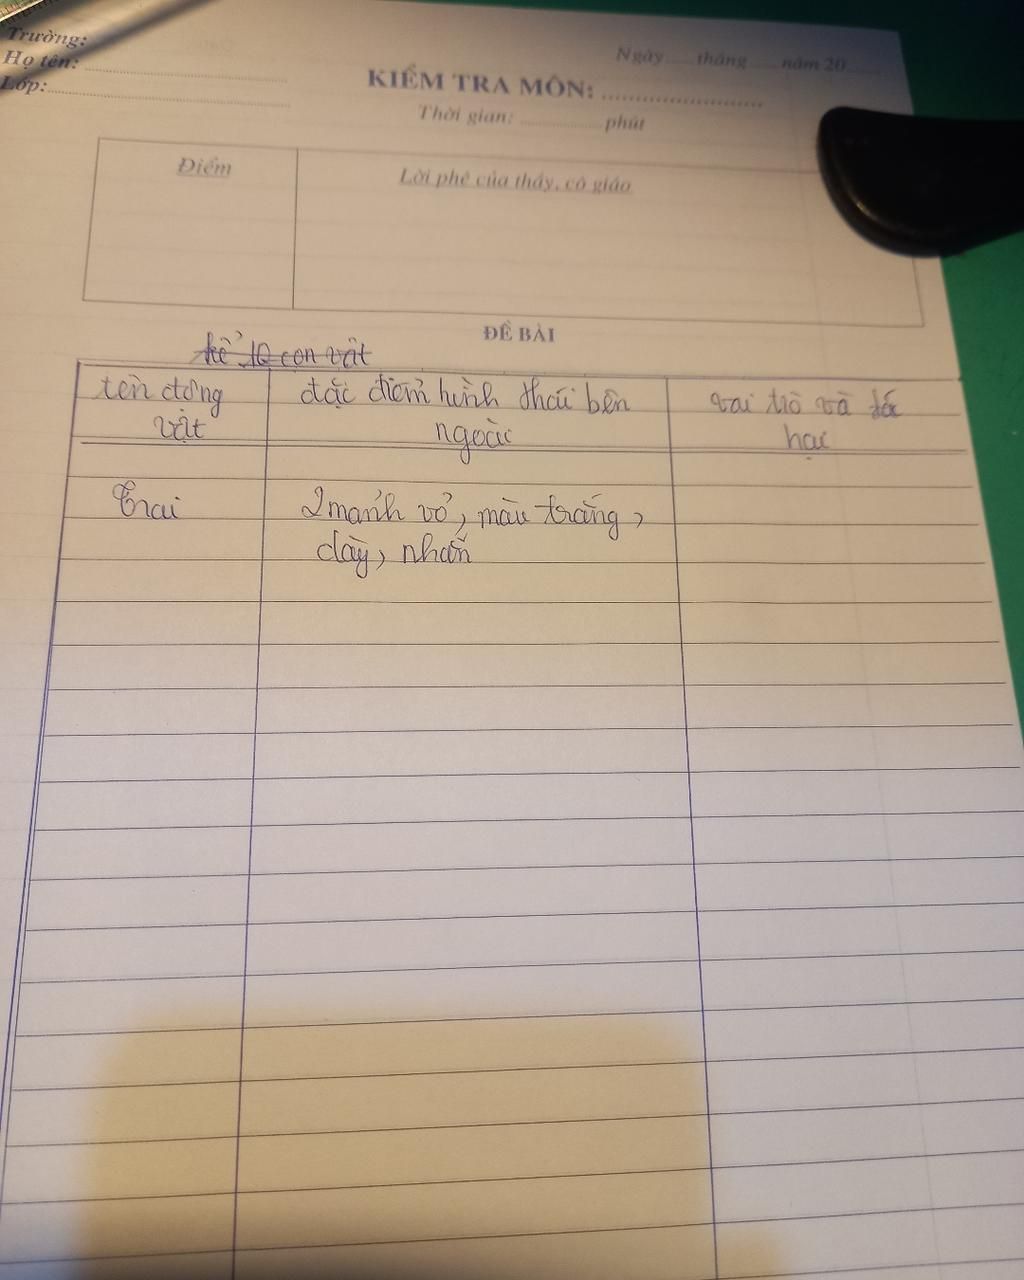 Trường:
Họ tên:
Lớp:
Ngày ...... tháng ...... năm 20 ......
KIỂM TRA MÔN: ........................
Thời gian: .................... phút
Điểm
Lời phê của thầy, cô giáo
ĐỀ BÀI
kể 10 con vật
tên động vật
đặc điểm hình thái bên ngoài
vai trò và tác hại
Trai
2 mảnh vỏ, màu trắng,
dày, nhẵn